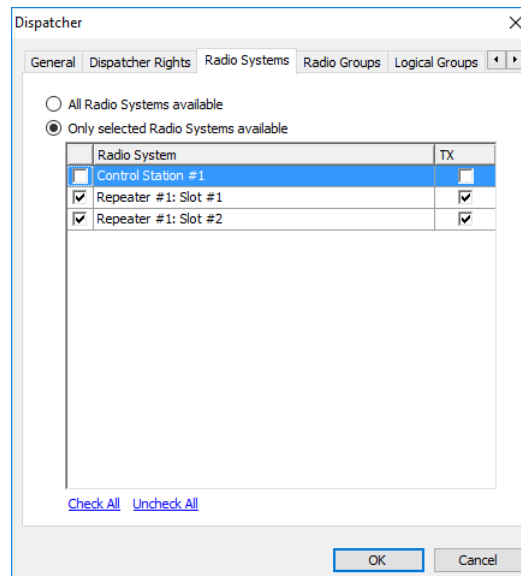 Dispatcher
General Dispatcher Rights Radio Systems Radio Groups Logical Groups
All Radio Systems available
Only selected Radio Systems available
Radio System TX
Control Station #1
Repeater #1: Slot #1
Repeater #1: Slot #2
Check All Uncheck All
OK Cancel